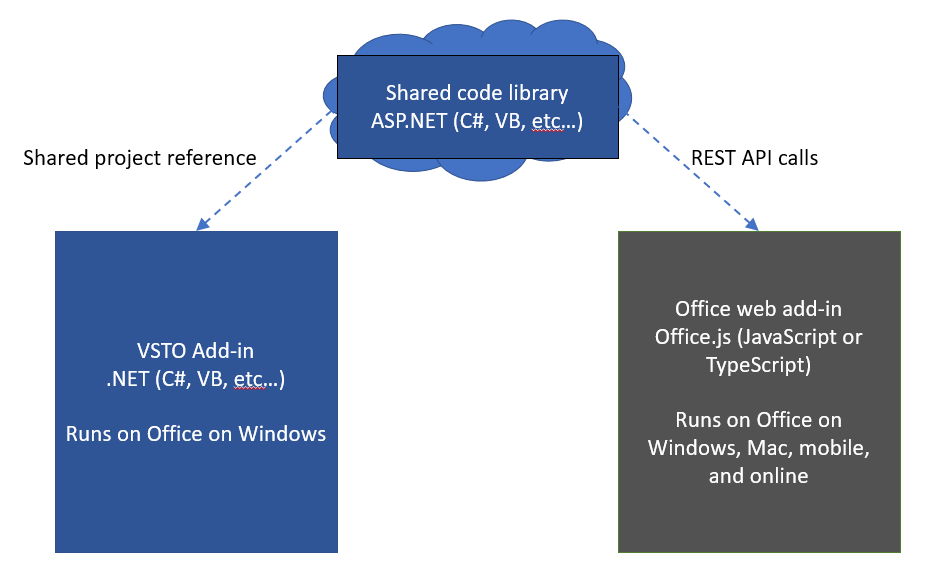 Shared code library
ASP.NET (C#, VB, etc...)
Shared project reference
REST API calls
VSTO Add-in
.NET (C#, VB, etc...)
Runs on Office on Windows
Office web add-in
Office.js (JavaScript or
TypeScript)
Runs on Office on
Windows, Mac, mobile,
and online